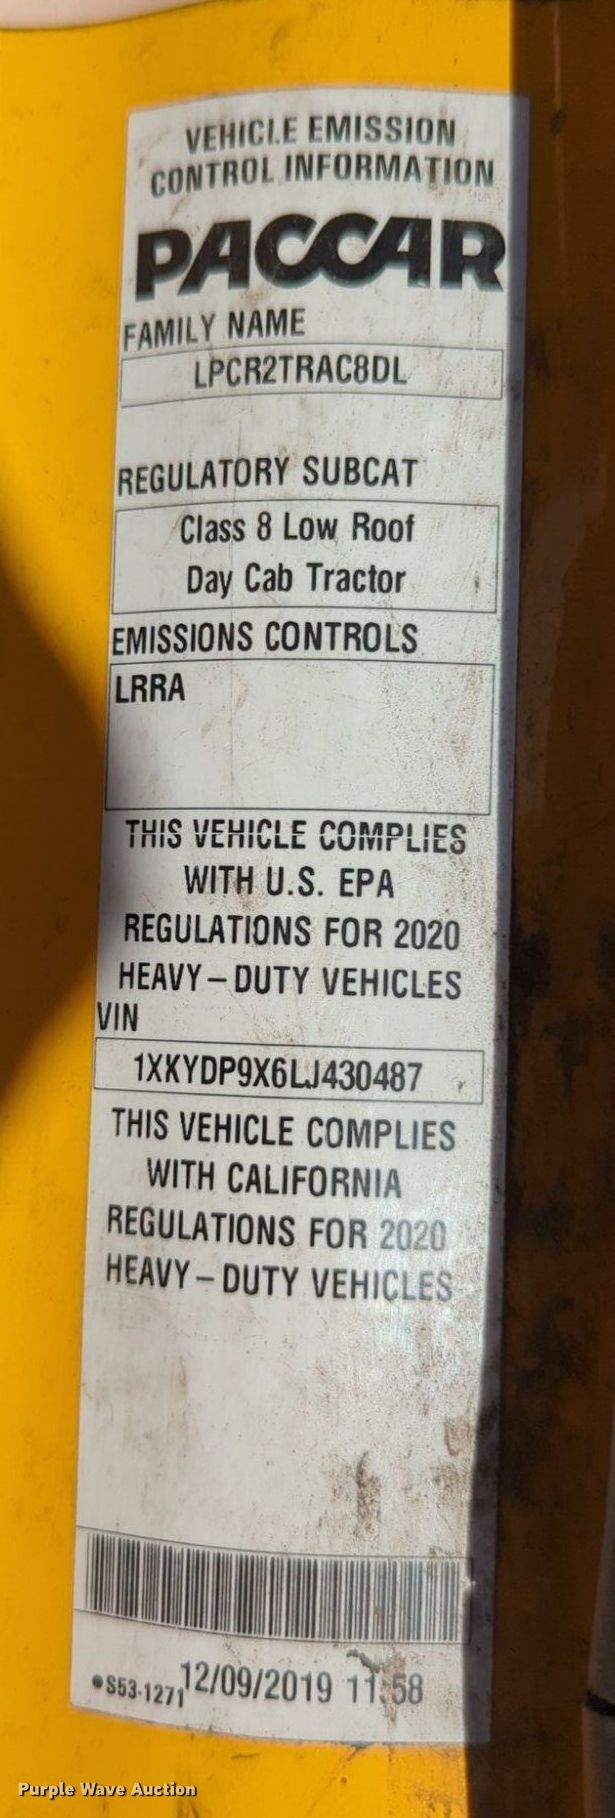 VEHICLE EMISSION
CONTROL INFORMATION
PACCAR
FAMILY NAME
LPCR2TRAC8DL
REGULATORY SUBCAT
Class 8 Low Roof
Day Cab Tractor
EMISSIONS CONTROLS
LRRA
THIS VEHICLE COMPLIES
WITH U.S. EPA
REGULATIONS FOR 2020
HEAVY-DUTY VEHICLES
VIN
1XKYDP9X6LJ430487
THIS VEHICLE COMPLIES
WITH CALIFORNIA
REGULATIONS FOR 2020
HEAVY-DUTY VEHICLES
•S53-1271 12/09/2019 11:58
Purple Wave Auction